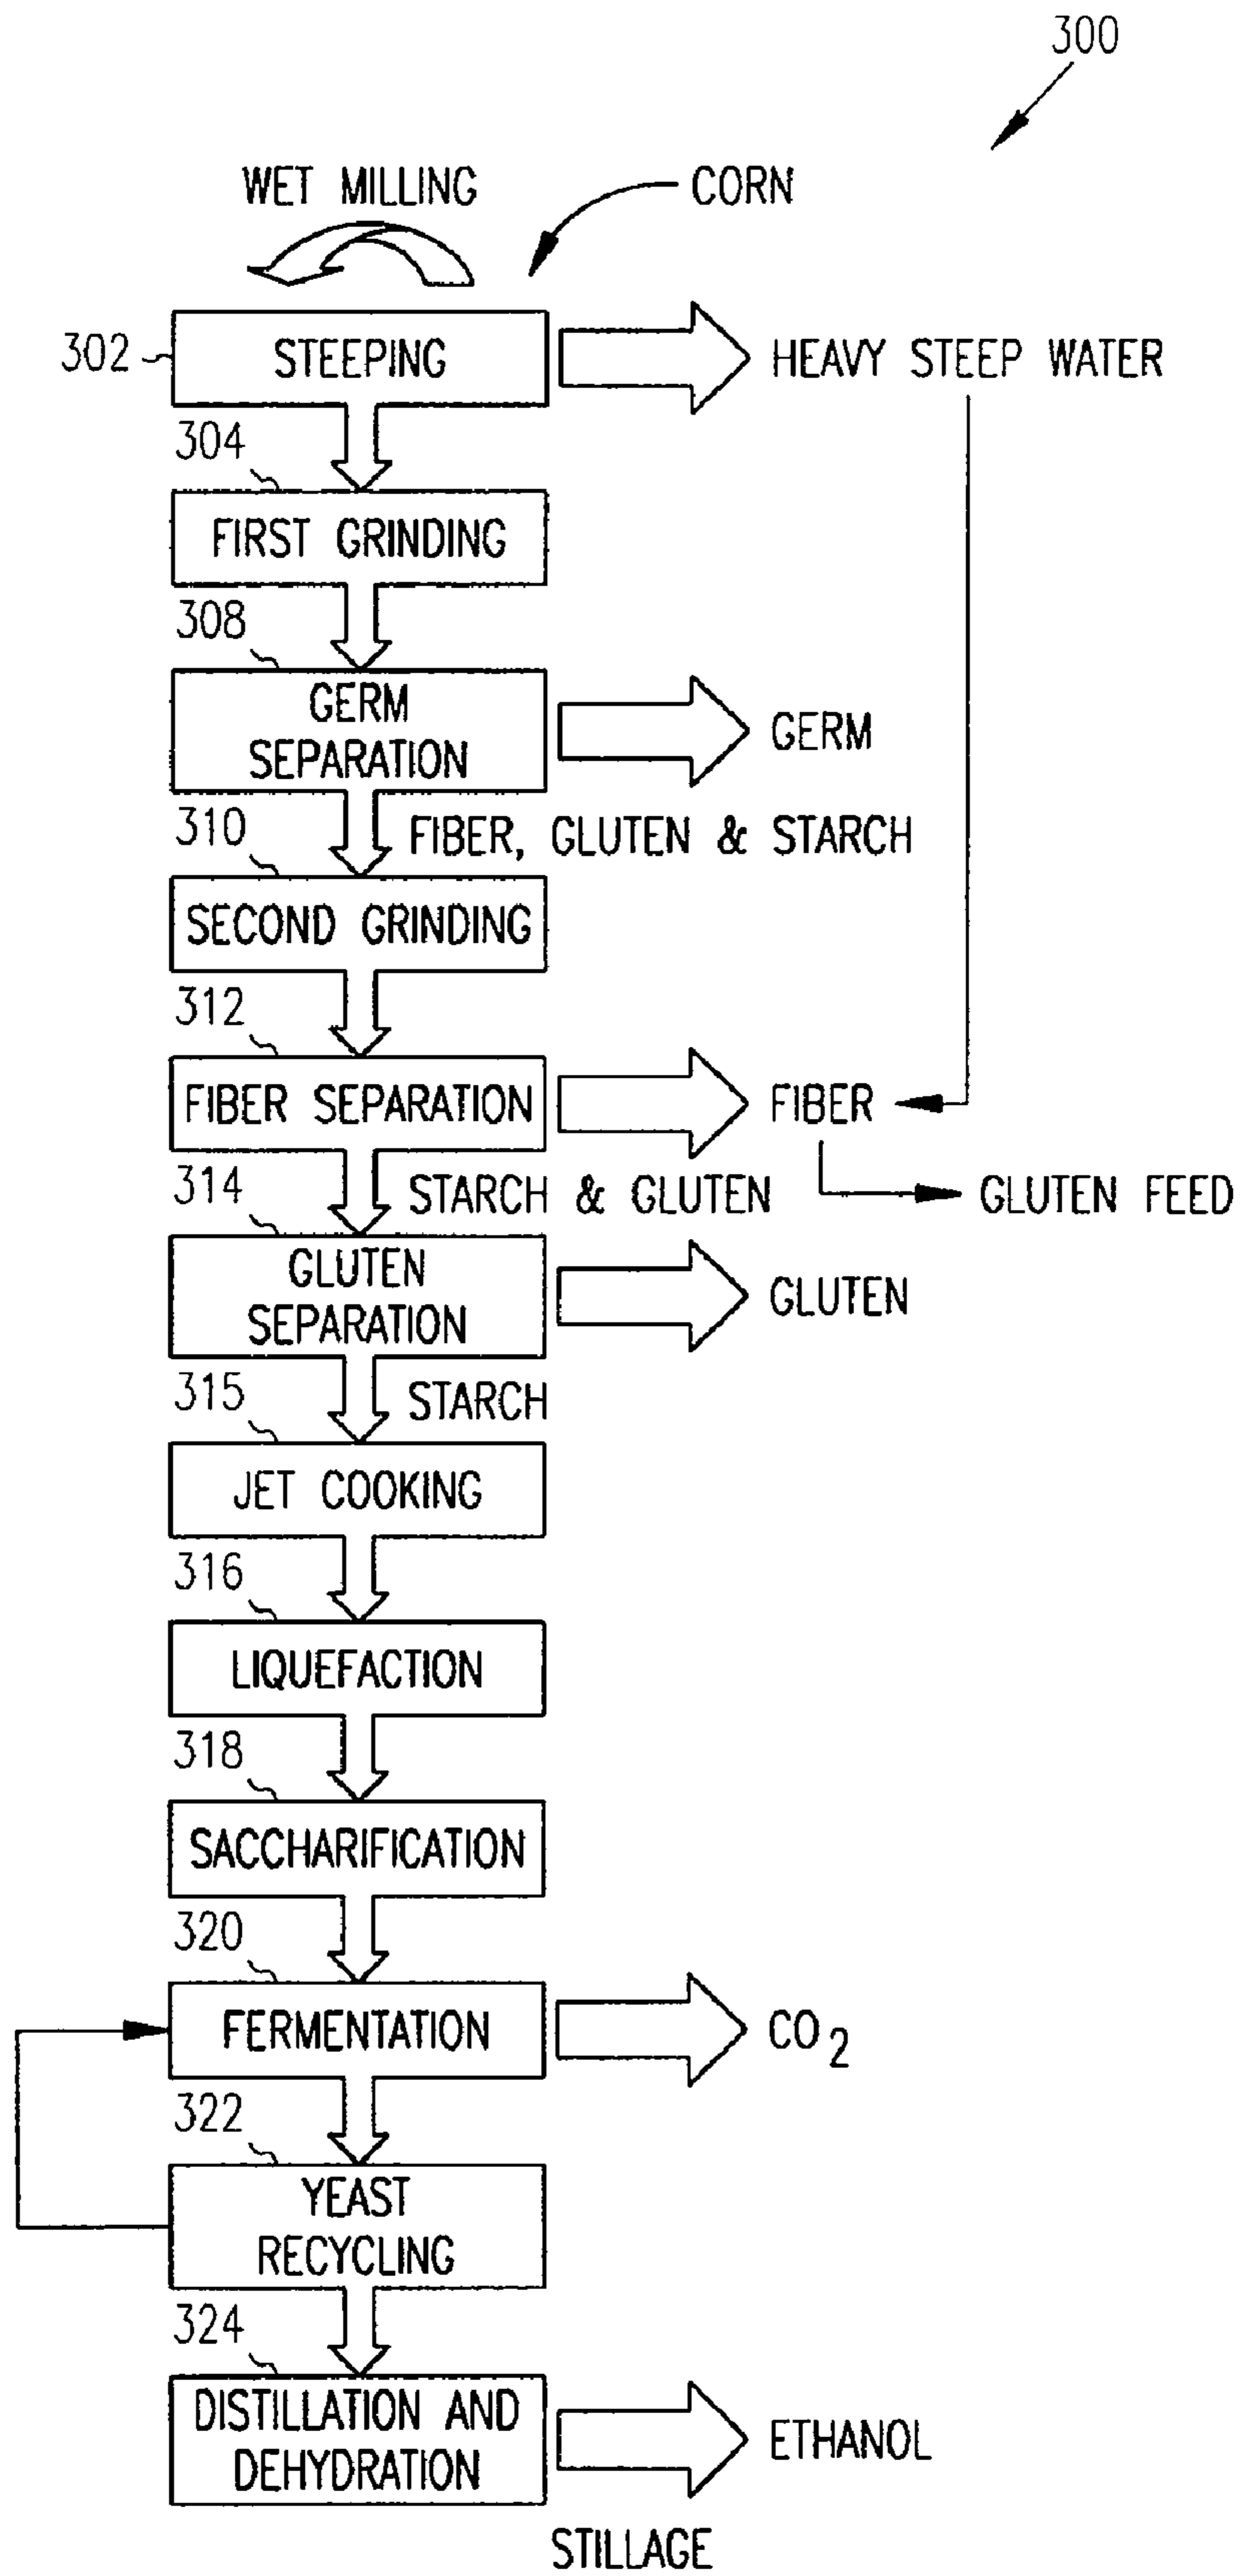 300
WET MILLING
CORN
302
STEEPING
HEAVY STEEP WATER
304
FIRST GRINDING
308
GERM
SEPARATION
GERM
310
FIBER, GLUTEN & STARCH
SECOND GRINDING
312
FIBER SEPARATION
FIBER
314
STARCH & GLUTEN
GLUTEN FEED
GLUTEN
SEPARATION
GLUTEN
315
STARCH
JET COOKING
316
LIQUEFACTION
318
SACCHARIFICATION
320
FERMENTATION
CO2
322
YEAST
RECYCLING
324
DISTILLATION AND
DEHYDRATION
ETHANOL
STILLAGE